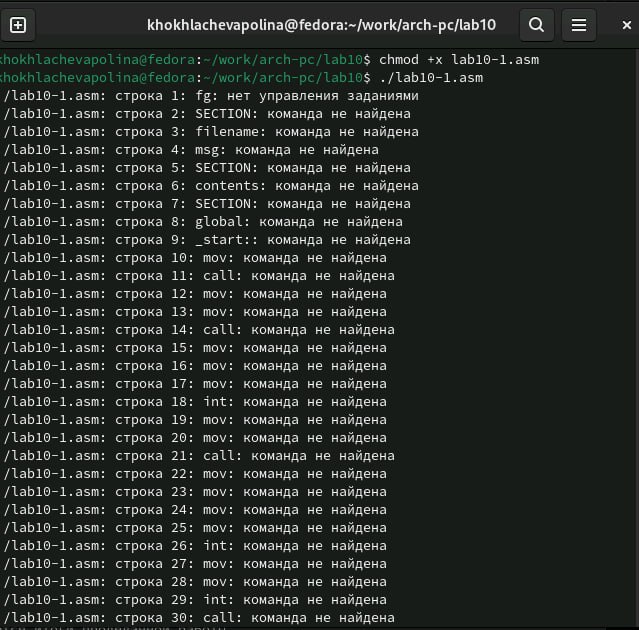 khokhlachevapolina@fedora:~/work/arch-pc/lab10
khokhlachevapolina@fedora:~/work/arch-pc/lab10$ chmod +x lab10-1.asm
khokhlachevapolina@fedora:~/work/arch-pc/lab10$ ./lab10-1.asm
/lab10-1.asm: строка 1: fg: нет управления заданиями
/lab10-1.asm: строка 2: SECTION: команда не найдена
/lab10-1.asm: строка 3: filename: команда не найдена
/lab10-1.asm: строка 4: msg: команда не найдена
/lab10-1.asm: строка 5: SECTION: команда не найдена
/lab10-1.asm: строка 6: contents: команда не найдена
/lab10-1.asm: строка 7: SECTION: команда не найдена
/lab10-1.asm: строка 8: global: команда не найдена
/lab10-1.asm: строка 9: _start:: команда не найдена
/lab10-1.asm: строка 10: mov: команда не найдена
/lab10-1.asm: строка 11: call: команда не найдена
/lab10-1.asm: строка 12: mov: команда не найдена
/lab10-1.asm: строка 13: mov: команда не найдена
/lab10-1.asm: строка 14: call: команда не найдена
/lab10-1.asm: строка 15: mov: команда не найдена
/lab10-1.asm: строка 16: mov: команда не найдена
/lab10-1.asm: строка 17: mov: команда не найдена
/lab10-1.asm: строка 18: int: команда не найдена
/lab10-1.asm: строка 19: mov: команда не найдена
/lab10-1.asm: строка 20: mov: команда не найдена
/lab10-1.asm: строка 21: call: команда не найдена
/lab10-1.asm: строка 22: mov: команда не найдена
/lab10-1.asm: строка 23: mov: команда не найдена
/lab10-1.asm: строка 24: mov: команда не найдена
/lab10-1.asm: строка 25: mov: команда не найдена
/lab10-1.asm: строка 26: int: команда не найдена
/lab10-1.asm: строка 27: mov: команда не найдена
/lab10-1.asm: строка 28: mov: команда не найдена
/lab10-1.asm: строка 29: int: команда не найдена
/lab10-1.asm: строка 30: call: команда не найдена